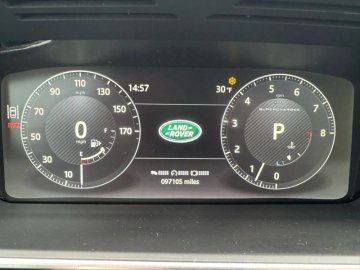 14:57
30°F
90 110 130
70 150
50 170
30
10
0
mph
F
E
LAND
ROVER
SUPERCHARGED
P
0 1 2 3 4 5 6 7 8
097105 miles